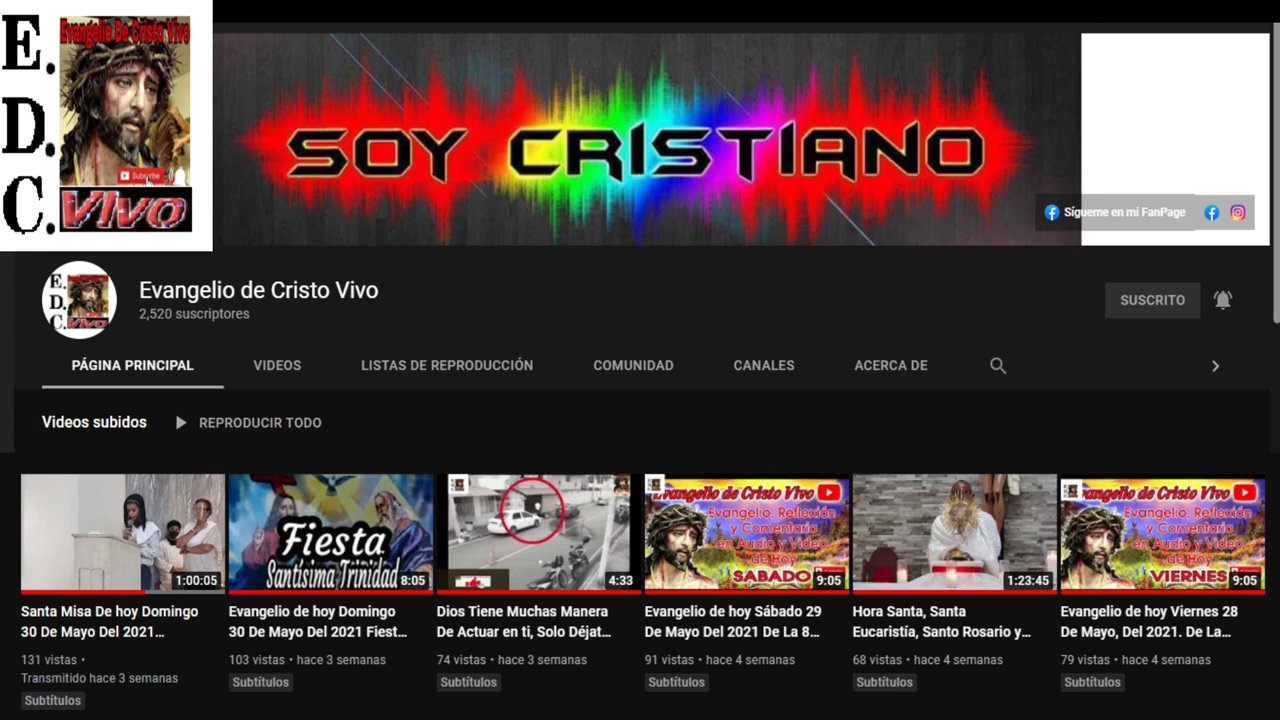 E.
D.
C.
Evangelio De Cristo Vivo
Subscribe
Vivo
SOY CRISTIANO
Sígueme en mi FanPage
E.
D.
C.
Vivo
Evangelio de Cristo Vivo
2,520 suscriptores
SUSCRITO
PÁGINA PRINCIPAL
VIDEOS
LISTAS DE REPRODUCCIÓN
COMUNIDAD
CANALES
ACERCA DE
Videos subidos
REPRODUCIR TODO
1:00:05
Santa Misa De hoy Domingo
30 De Mayo Del 2021...
131 vistas •
Transmitido hace 3 semanas
Subtítulos
Fiesta
Santísima Trinidad
8:05
Evangelio de hoy Domingo
30 De Mayo Del 2021 Fiest...
103 vistas • hace 3 semanas
Subtítulos
4:33
Dios Tiene Muchas Manera
De Actuar en ti, Solo Déjat...
74 vistas • hace 3 semanas
Subtítulos
Evangelio de Cristo Vivo
Evangelio, Reflexión
y Comentario
en Audio y Video
de Hoy
SABADO
9:05
Evangelio de hoy Sábado 29
De Mayo Del 2021 De La 8...
91 vistas • hace 4 semanas
Subtítulos
1:23:45
Hora Santa, Santa
Eucaristía, Santo Rosario y...
68 vistas • hace 4 semanas
Subtítulos
Evangelio de Cristo Vivo
Evangelio, Reflexión
y Comentario
en Audio y Video
de Hoy
VIERNES
9:05
Evangelio de hoy Viernes 28
De Mayo, Del 2021. De La...
79 vistas • hace 4 semanas
Subtítulos